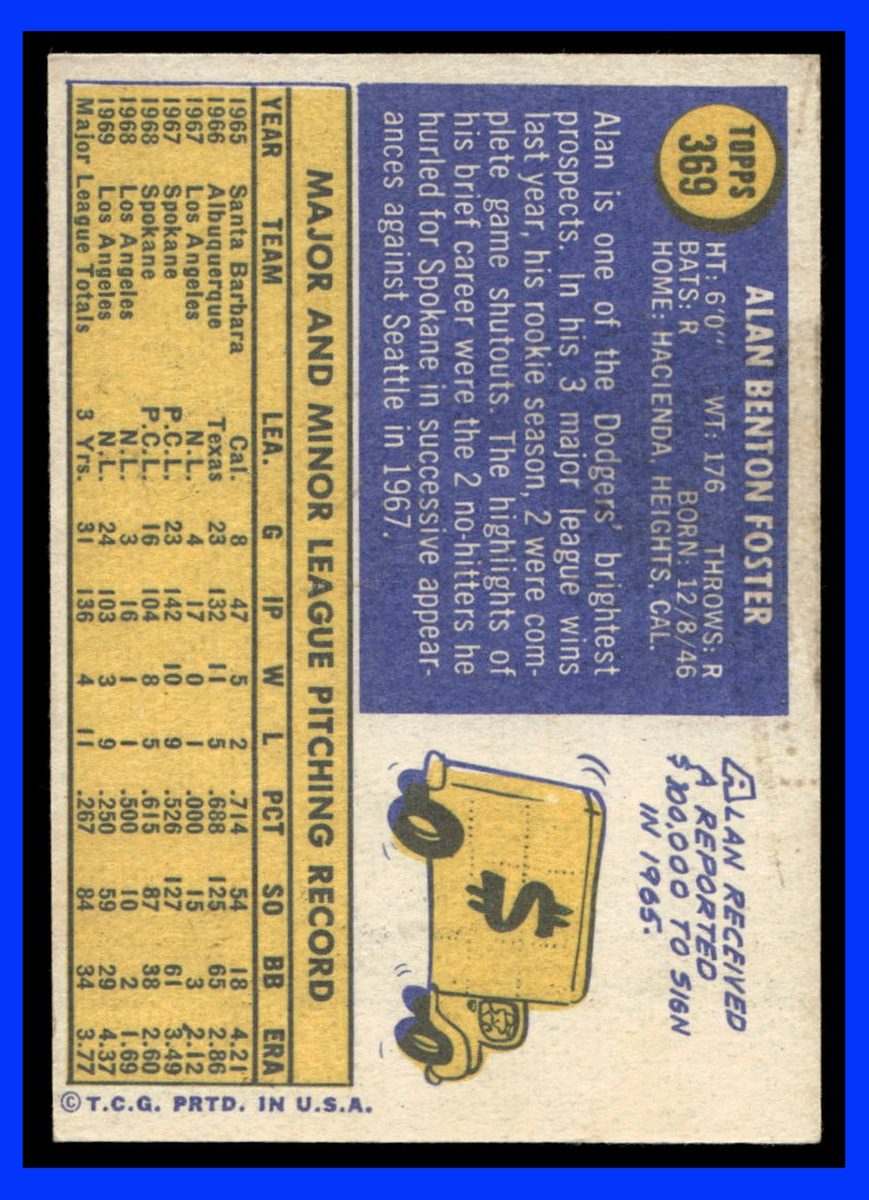 TOPPS
369
ALAN BENTON FOSTER
HT: 6'0" WT: 176 THROWS: R
BATS: R BORN: 12/8/46
HOME: HACIENDA HEIGHTS, CAL.
Alan is one of the Dodgers' brightest
prospects. In his 3 major league wins
last year, his rookie season, 2 were com-
plete game shutouts. The highlights of
his brief career were the 2 no-hitters he
hurled for Spokane in successive appear-
ances against Seattle in 1967.
ALAN RECEIVED
A REPORTED
$100,000 TO SIGN
IN 1965.
$
MAJOR AND MINOR LEAGUE PITCHING RECORD
YEAR TEAM LEA. G IP W L PCT SO BB ERA
1965 Santa Barbara Cal. 8 47 5 2 .714 54 18 4.21
1966 Albuquerque Texas 23 132 11 5 .688 125 65 2.86
1967 Los Angeles N.L. 4 17 0 1 .000 15 3 2.12
1967 Spokane P.C.L. 23 142 10 9 .526 127 61 3.49
1968 Spokane P.C.L. 16 104 8 5 .615 87 38 2.60
1968 Los Angeles N.L. 3 16 1 1 .500 10 2 1.69
1969 Los Angeles N.L. 24 103 3 9 .250 59 29 4.37
Major League Totals 3 Yrs. 31 136 4 11 .267 84 34 3.77
© T.C.G. PRTD. IN U.S.A.